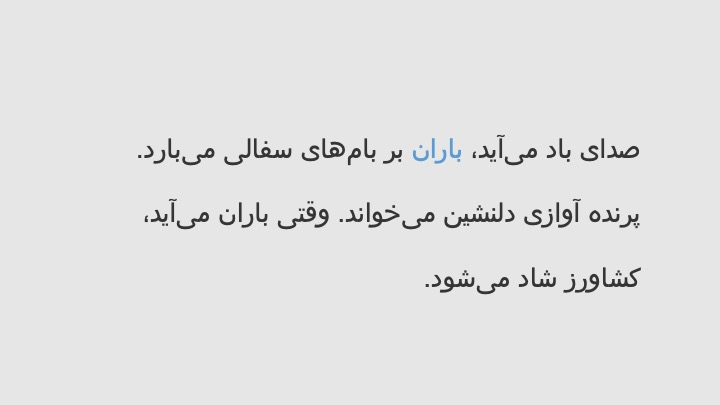 صدای باد می‌آید، باران بر بام‌های سفالی می‌بارد.
پرنده آوازی دلنشین می‌خواند. وقتی باران می‌آید،
کشاورز شاد می‌شود.